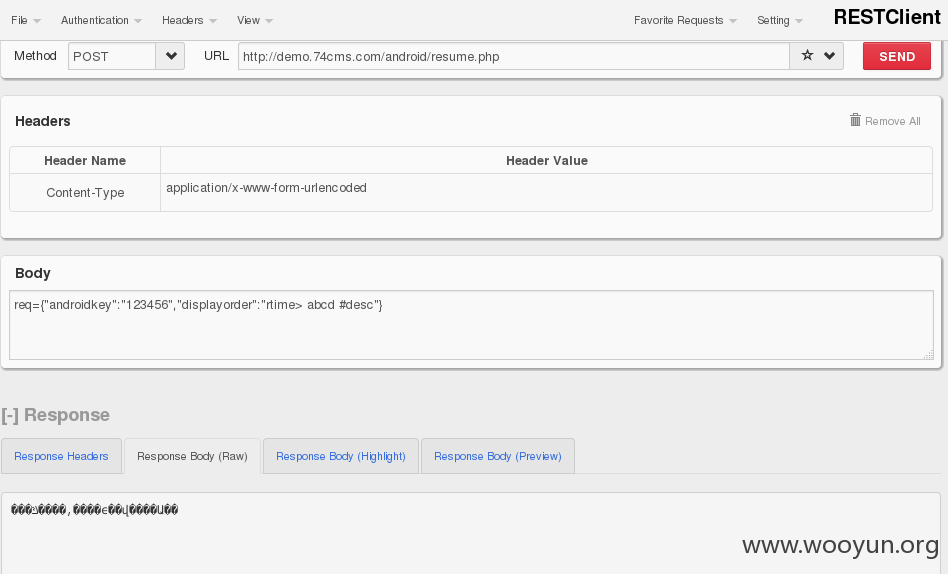 File Authentication Headers View Favorite Requests Setting RESTClient
Method POST URL http://demo.74cms.com/android/resume.php SEND
Headers Remove All
Header Name Header Value
Content-Type application/x-www-form-urlencoded
Body
req={"androidkey":"123456","displayorder":"rtime> abcd #desc"}
[-] Response
Response Headers Response Body (Raw) Response Body (Highlight) Response Body (Preview)
www.wooyun.org